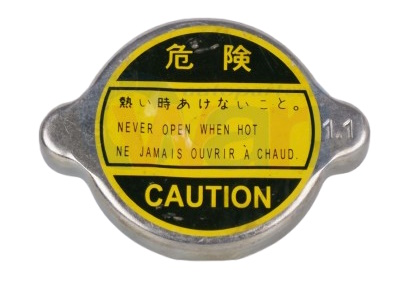 危険
熱い時あけないこと。
NEVER OPEN WHEN HOT
NE JAMAIS OUVRIR À CHAUD.
CAUTION
1.1